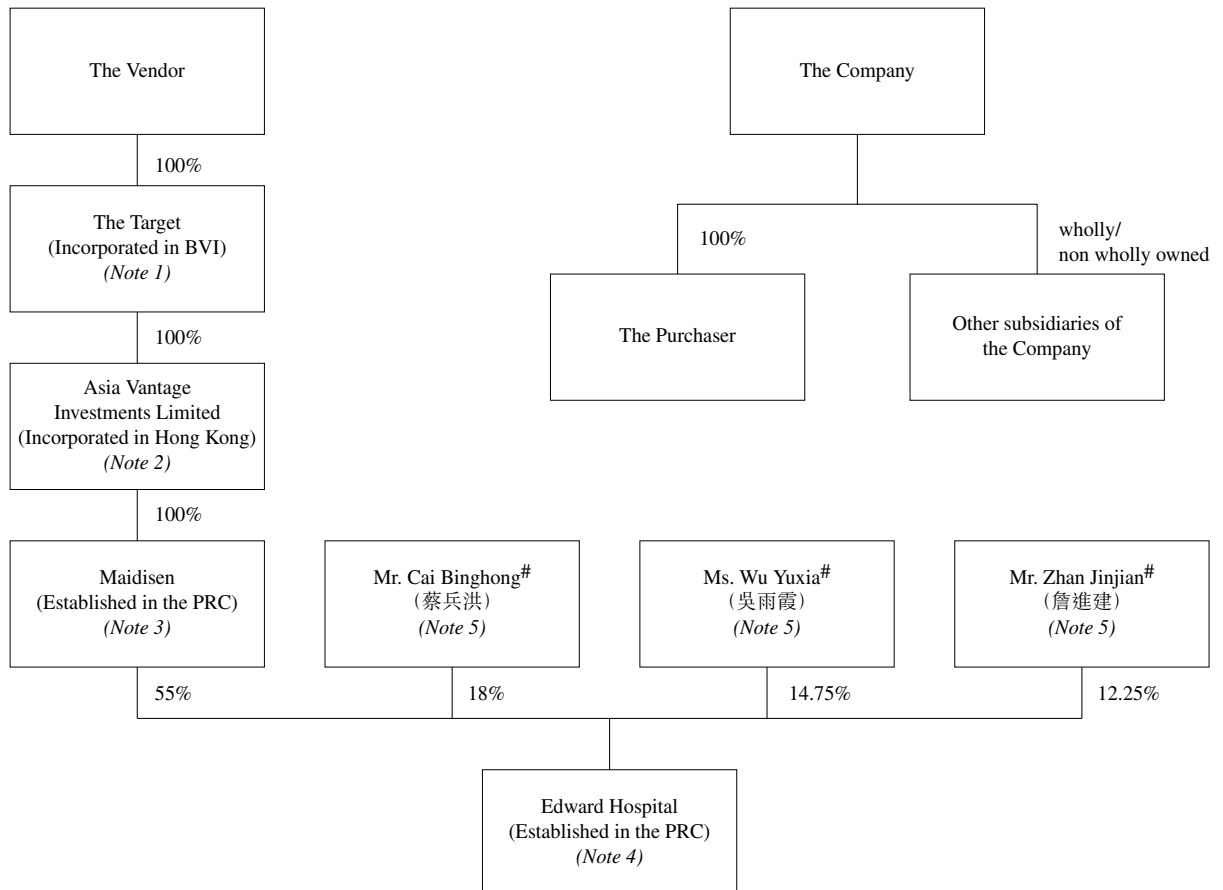 The Vendor
The Company
100%
The Target
(Incorporated in BVI)
(Note 1)
100%
wholly/
non wholly owned
The Purchaser
Other subsidiaries of
the Company
100%
Asia Vantage
Investments Limited
(Incorporated in Hong Kong)
(Note 2)
100%
Maidisen
(Established in the PRC)
(Note 3)
Mr. Cai Binghong#
(蔡兵洪)
(Note 5)
Ms. Wu Yuxia#
(吳雨霞)
(Note 5)
Mr. Zhan Jinjian#
(詹進建)
(Note 5)
55%
18%
14.75%
12.25%
Edward Hospital
(Established in the PRC)
(Note 4)